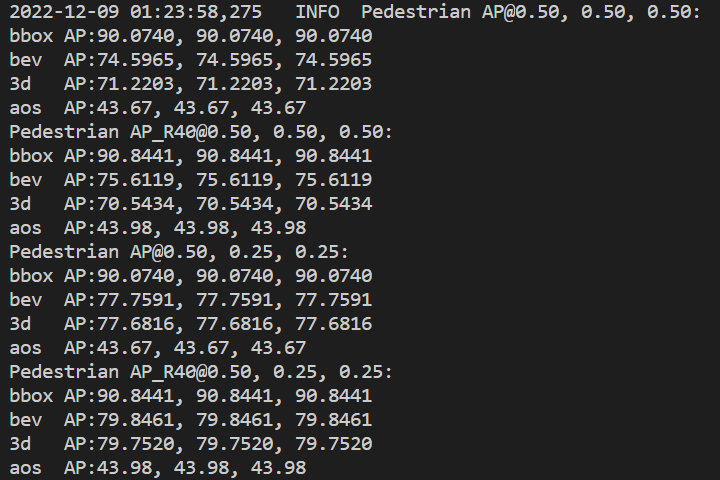 2022-12-09 01:23:58,275   INFO  Pedestrian AP@0.50, 0.50, 0.50:
bbox AP:90.0740, 90.0740, 90.0740
bev  AP:74.5965, 74.5965, 74.5965
3d   AP:71.2203, 71.2203, 71.2203
aos  AP:43.67, 43.67, 43.67
Pedestrian AP_R40@0.50, 0.50, 0.50:
bbox AP:90.8441, 90.8441, 90.8441
bev  AP:75.6119, 75.6119, 75.6119
3d   AP:70.5434, 70.5434, 70.5434
aos  AP:43.98, 43.98, 43.98
Pedestrian AP@0.50, 0.25, 0.25:
bbox AP:90.0740, 90.0740, 90.0740
bev  AP:77.7591, 77.7591, 77.7591
3d   AP:77.6816, 77.6816, 77.6816
aos  AP:43.67, 43.67, 43.67
Pedestrian AP_R40@0.50, 0.25, 0.25:
bbox AP:90.8441, 90.8441, 90.8441
bev  AP:79.8461, 79.8461, 79.8461
3d   AP:79.7520, 79.7520, 79.7520
aos  AP:43.98, 43.98, 43.98